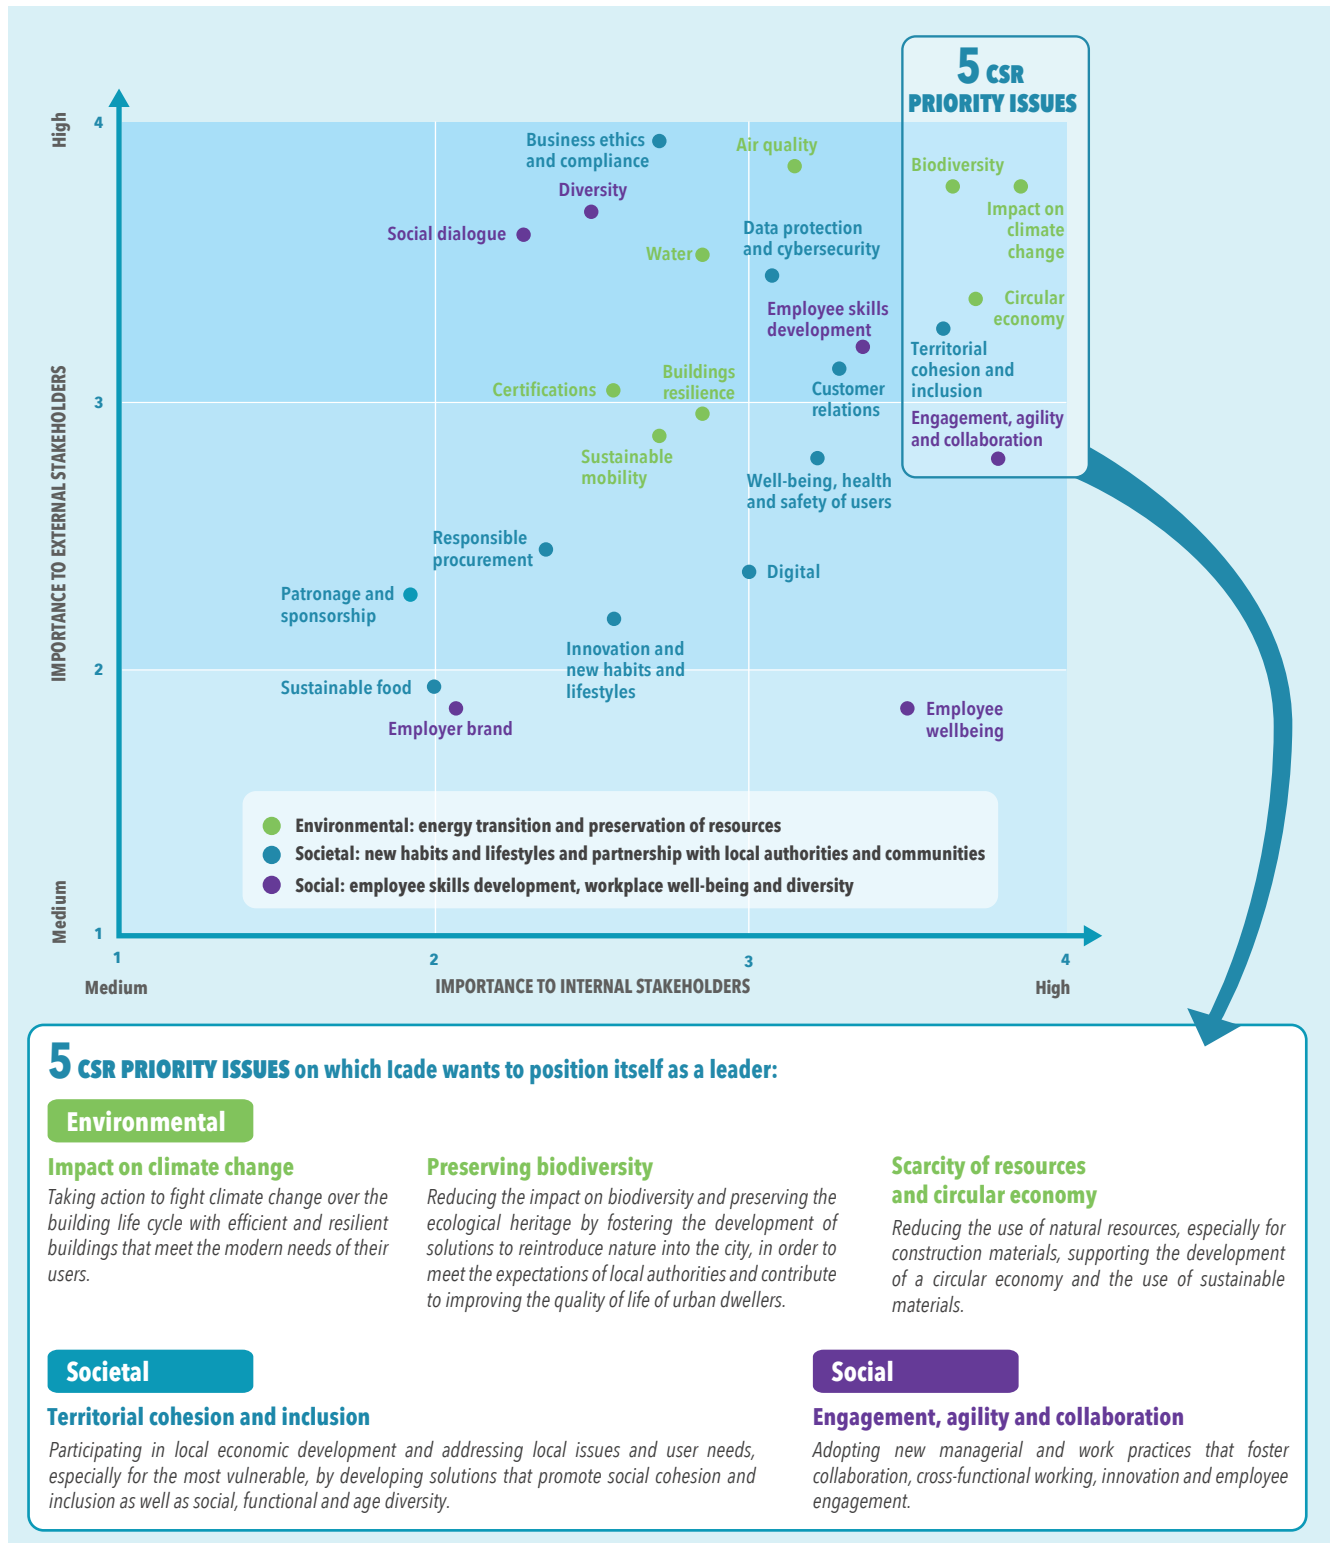 5 CSR
PRIORITY ISSUES
High
4
Business ethics
and compliance
Air quality
Biodiversity
Diversity
Impact on
climate
change
Social dialogue
Data protection
and cybersecurity
Water
Circular
economy
Employee skills
development
Territorial
cohesion and
inclusion
Buildings
resilience
Certifications
Customer
relations
3
IMPORTANCE TO EXTERNAL STAKEHOLDERS
Engagement, agility
and collaboration
Sustainable
mobility
Well-being, health
and safety of users
Responsible
procurement
Digital
Patronage and
sponsorship
Innovation and
new habits and
lifestyles
2
Sustainable food
Employer brand
Employee
wellbeing
Environmental: energy transition and preservation of resources
Societal: new habits and lifestyles and partnership with local authorities and communities
Social: employee skills development, workplace well-being and diversity
Medium
1
1
2
3
4
Medium
IMPORTANCE TO INTERNAL STAKEHOLDERS
High
5 CSR PRIORITY ISSUES on which Icade wants to position itself as a leader:
Environmental
Impact on climate change
Taking action to fight climate change over the
building life cycle with efficient and resilient
buildings that meet the modern needs of their
users.
Preserving biodiversity
Reducing the impact on biodiversity and preserving the
ecological heritage by fostering the development of
solutions to reintroduce nature into the city, in order to
meet the expectations of local authorities and contribute
to improving the quality of life of urban dwellers.
Scarcity of resources
and circular economy
Reducing the use of natural resources, especially for
construction materials, supporting the development
of a circular economy and the use of sustainable
materials.
Societal
Territorial cohesion and inclusion
Participating in local economic development and addressing local issues and user needs,
especially for the most vulnerable, by developing solutions that promote social cohesion and
inclusion as well as social, functional and age diversity.
Social
Engagement, agility and collaboration
Adopting new managerial and work practices that foster
collaboration, cross-functional working, innovation and employee
engagement.